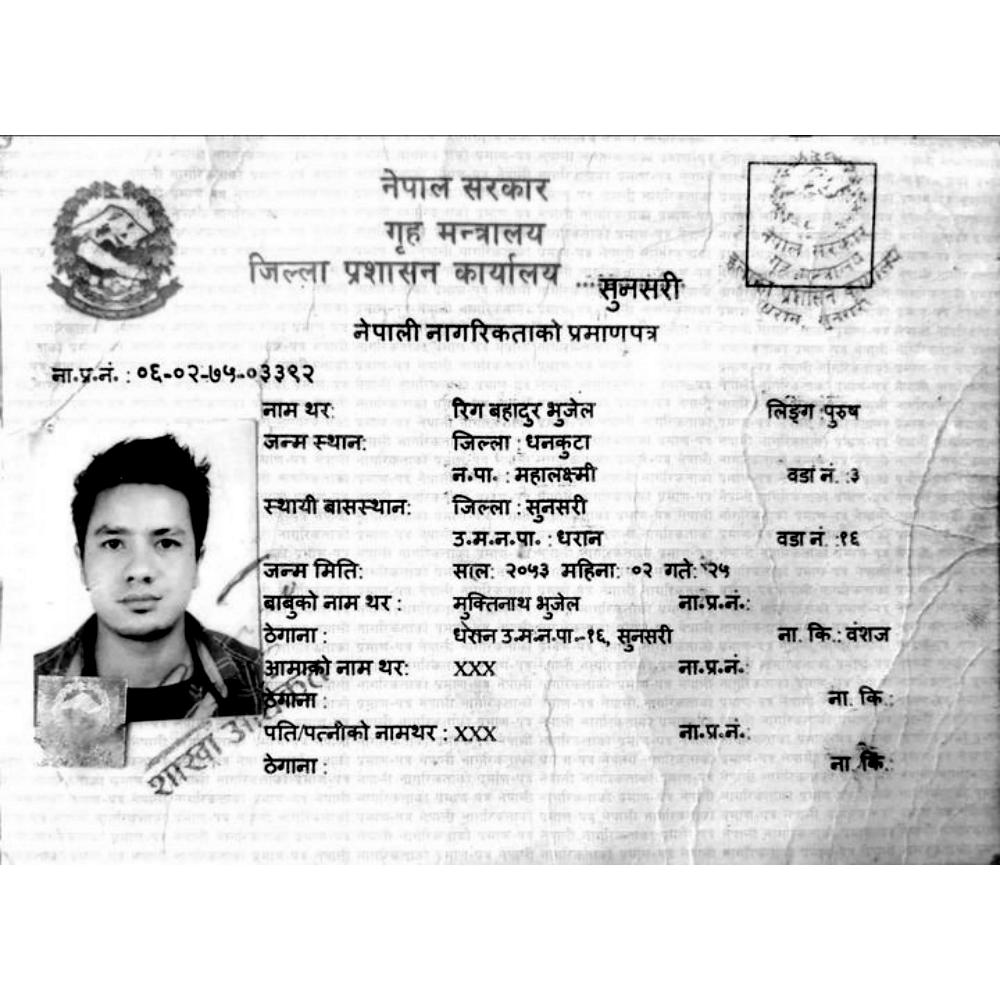 नेपाल सरकार
गृह मन्त्रालय
जिल्ला प्रशासन कार्यालय ...सुनसरी
नेपाली नागरिकताको प्रमाणपत्र
ना.प्र.नं. : ०६-०२-७५-०३३९२
नाम थर: रिग बहादुर भुजेल लिङ्ग :पुरुष
जन्म स्थान: जिल्ला : धनकुटा
न.पा. : महालक्ष्मी वडा नं. :३
स्थायी बासस्थान: जिल्ला : सुनसरी
उ.म.न.पा. : धरान वडा नं :१६
जन्म मिति: साल: २०५३ महिना: ०२ गते: २५
बाबुको नाम थर : मुक्तिनाथ भुजेल ना.प्र.नं.:
ठेगाना : धरान उ.म.न.पा.-१६, सुनसरी ना. कि.: वंशज
आमाको नाम थर: XXX ना.प्र.नं.:
ठेगाना : ना. कि.:
पति/पत्नीको नामथर : XXX ना.प्र.नं.:
ठेगाना : ना. कि.:
नेपाल सरकार
गृह मन्त्रालय
प्रशासन कार्यालय
धरान, सुनसरी
शाखा